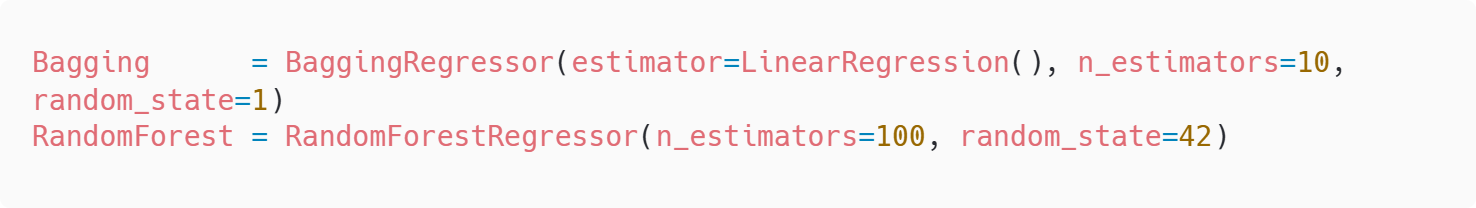 Bagging      = BaggingRegressor(estimator=LinearRegression(), n_estimators=10,
random_state=1)
RandomForest = RandomForestRegressor(n_estimators=100, random_state=42)